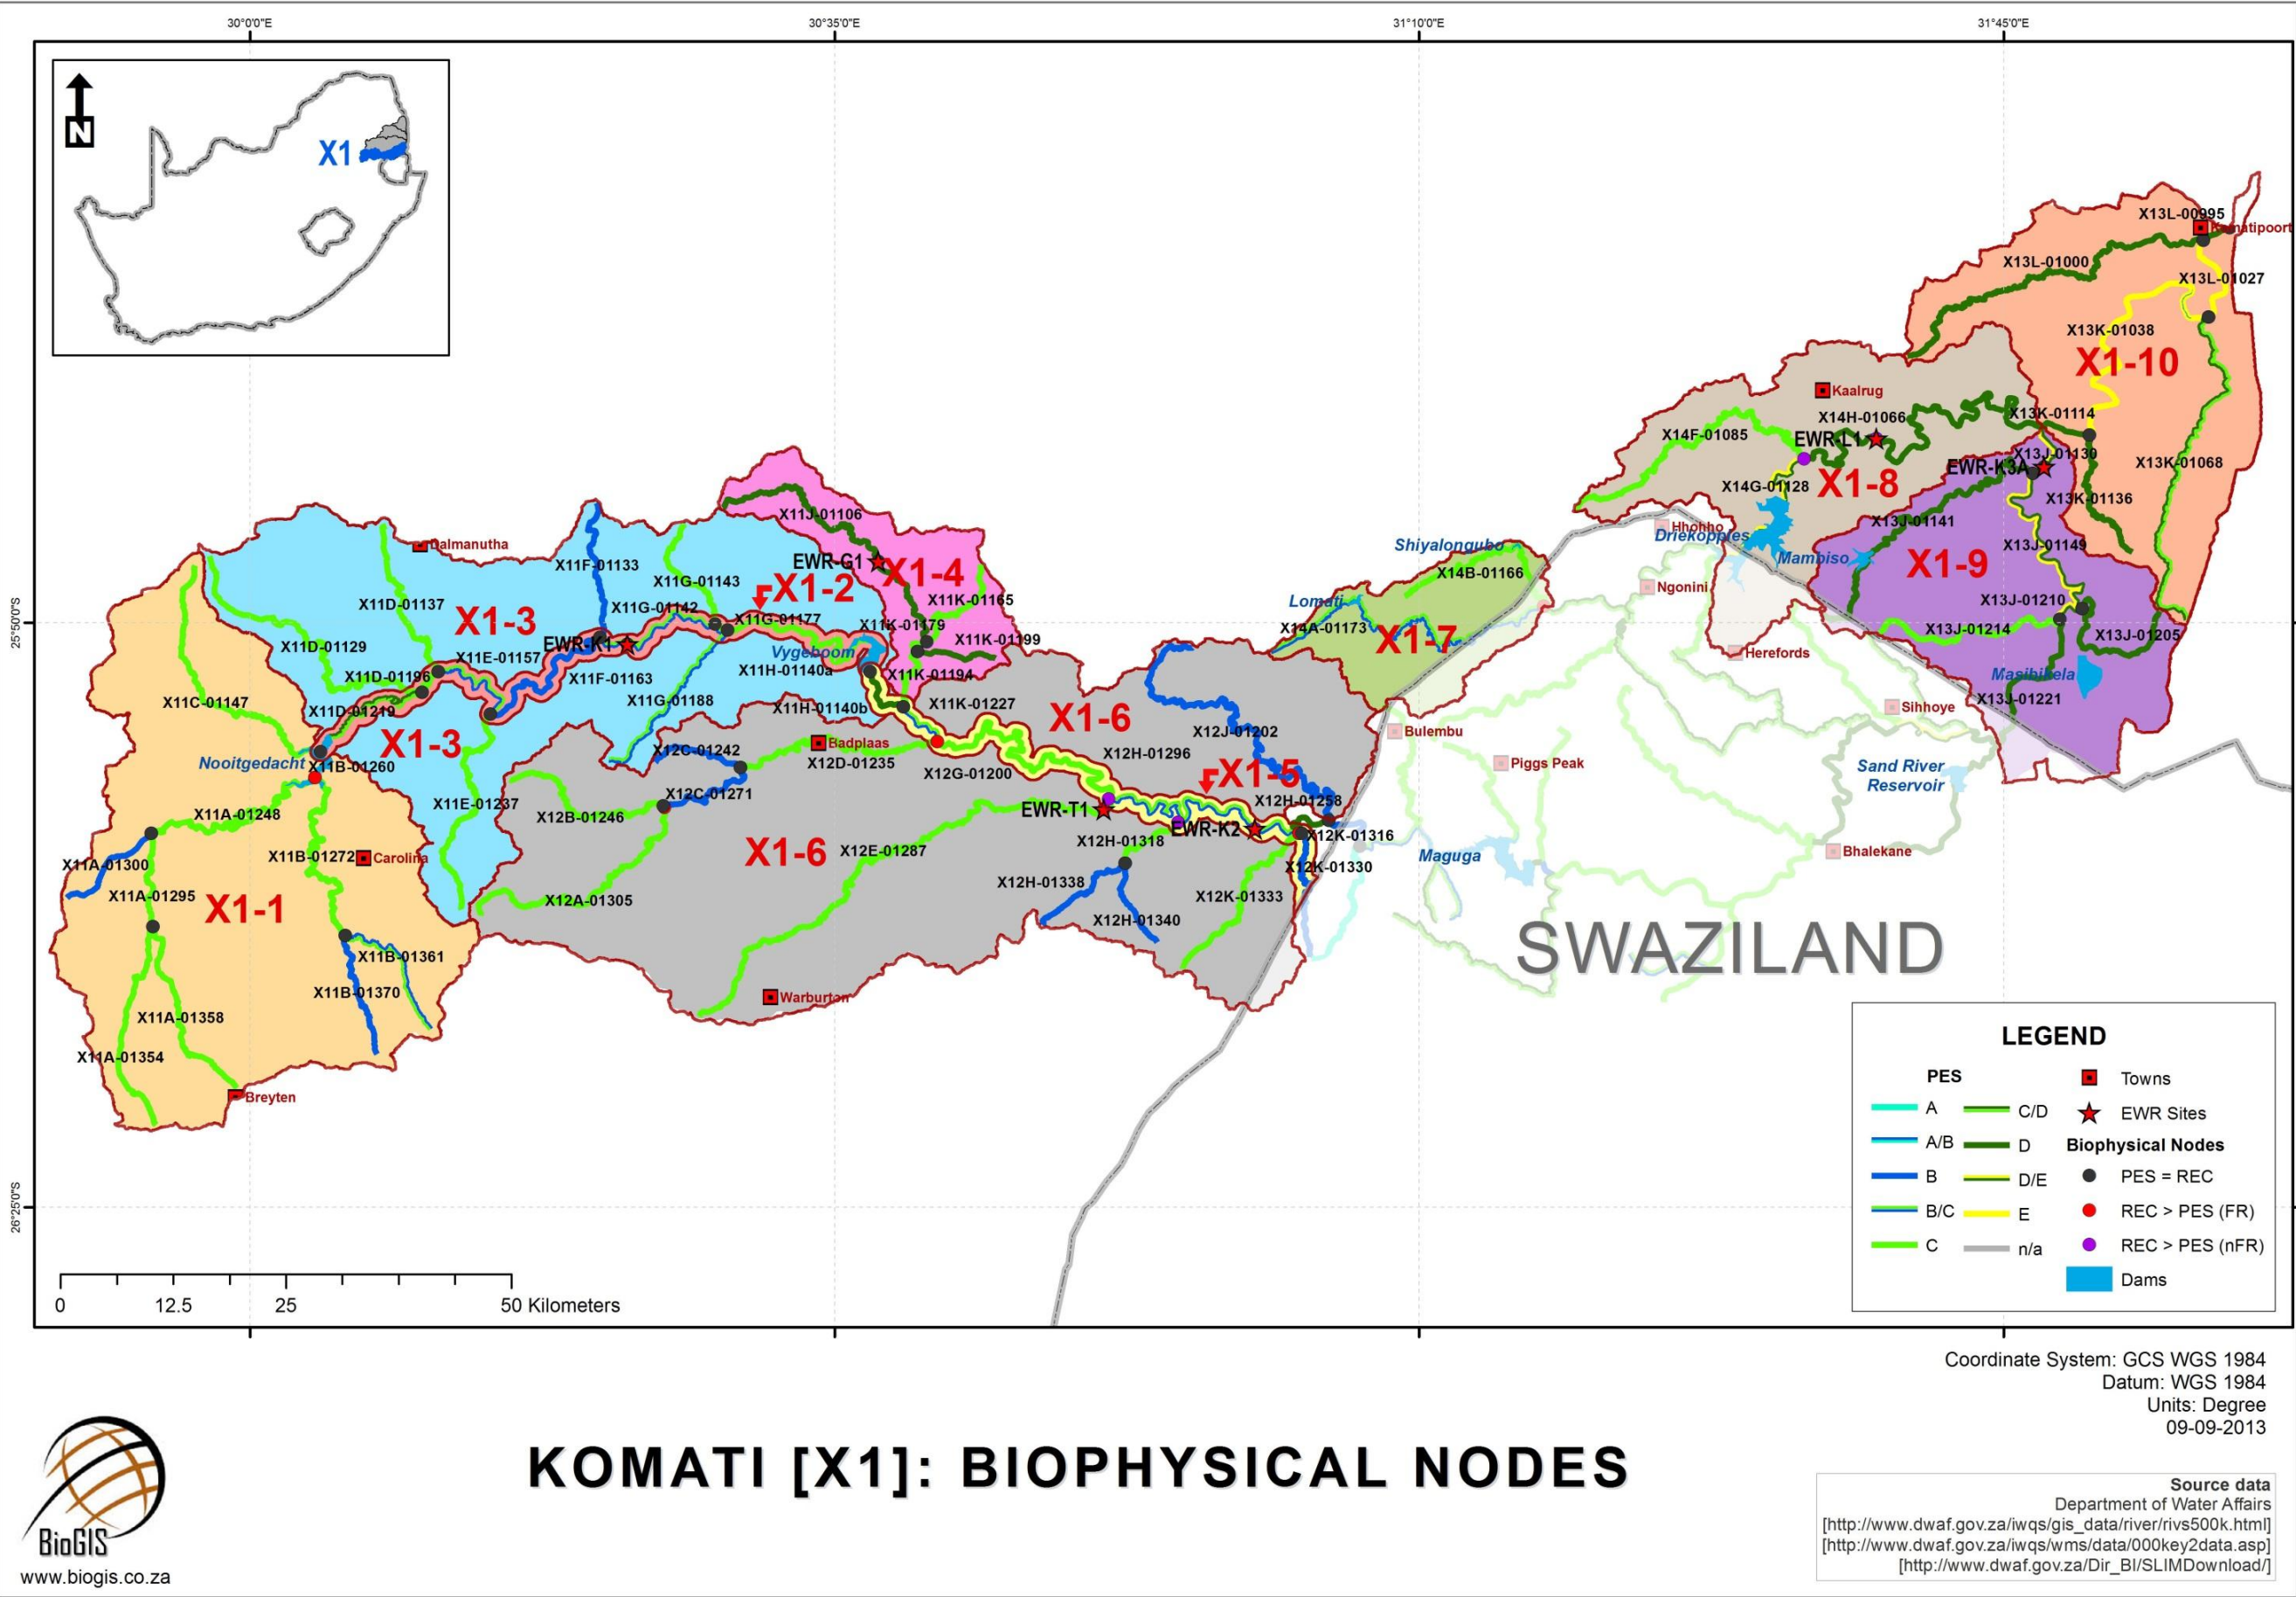 30°0'0"E
30°35'0"E
31°10'0"E
31°45'0"E
N
X1
25°50'0"S
26°25'0"S
X13L-00995
Komatipoort
X13L-01000
X13L-01027
X13K-01038
X1-10
Kaalrug
X14H-01066
X13K-01114
X14F-01085
EWR-L1
X13J-01130
EWR-K3A
X13K-01068
X14G-01128
X1-8
X13K-01136
X13J-01141
Hhohho
Driekoppies
Mambiso
X1-9
X13J-01149
X13J-01210
X13J-01214
X13J-01205
Masibikela
X13J-01221
Shiyalongubo
X14B-01166
Lomati
X14A-01173
X1-7
Ngonini
Herefords
Sihhoye
Bulembu
Piggs Peak
Sand River
Reservoir
Bhalekane
Maguga
SWAZILAND
Dalmanutha
X11J-01106
EWR-G1
X1-4
X11F-01133
X11G-01143
X1-2
X11D-01137
X1-3
X11G-01142
X11G-01177
X11K-01165
X11K-01179
X11K-01199
X11D-01129
EWR-K1
X11E-01157
Vygeboom
X11H-01140a
X11K-01194
X11D-01196
X11F-01163
X11G-01188
X11H-01140b
X11K-01227
X11C-01147
X11D-01219
X1-3
X1-6
X12J-01202
X12C-01242
Badplaas
X12D-01235
X12H-01296
Nooitgedacht
X11B-01260
X12G-01200
X1-5
X12C-01271
X11E-01237
X12H-01258
X11A-01248
X12B-01246
EWR-T1
EWR-K2
X12K-01316
X12H-01318
X1-6
X12E-01287
X11B-01272
Carolina
X11A-01300
X12K-01330
X12H-01338
X11A-01295
X1-1
X12A-01305
X12K-01333
X12H-01340
X11B-01361
X11B-01370
Warburton
X11A-01358
X11A-01354
Breyten
LEGEND
PES
Towns
A
C/D
EWR Sites
A/B
D
Biophysical Nodes
B
D/E
PES = REC
B/C
E
REC > PES (FR)
C
n/a
REC > PES (nFR)
Dams
0 12.5 25 50 Kilometers
Coordinate System: GCS WGS 1984
Datum: WGS 1984
Units: Degree
09-09-2013
KOMATI [X1]: BIOPHYSICAL NODES
Source data
Department of Water Affairs
[http://www.dwaf.gov.za/iwqs/gis_data/river/rivs500k.html]
[http://www.dwaf.gov.za/iwqs/wms/data/000key2data.asp]
[http://www.dwaf.gov.za/Dir_BI/SLIMDownload/]
BioGIS
www.biogis.co.za